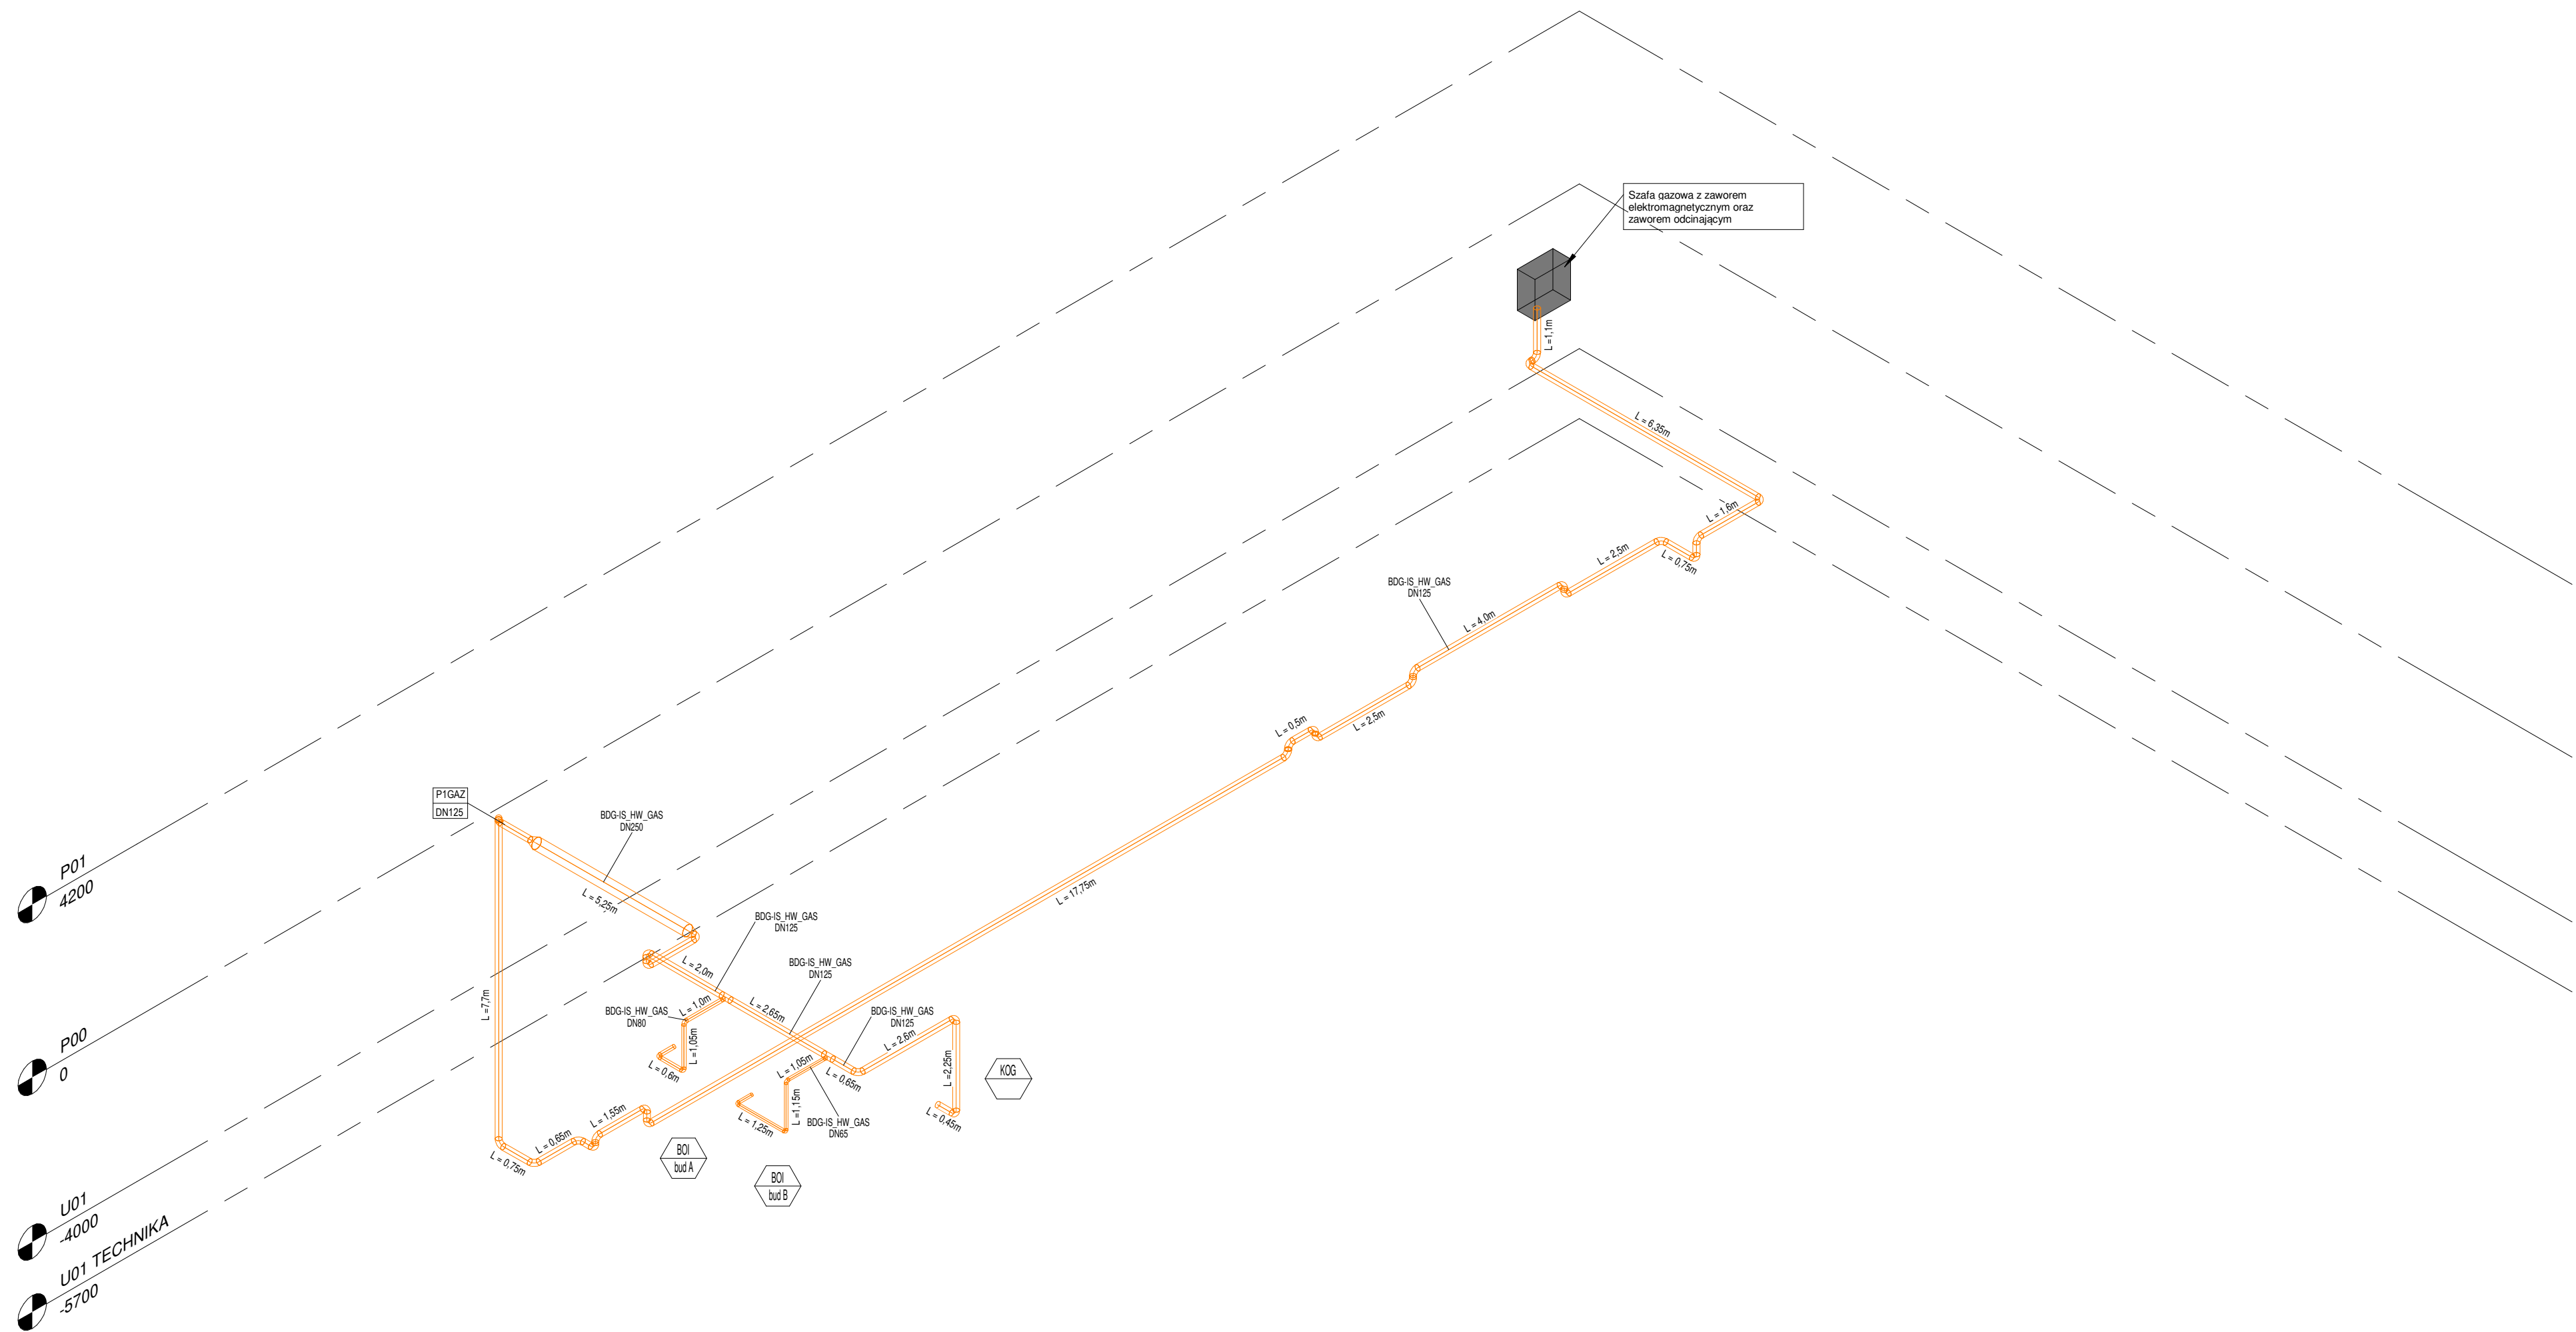 Szafa gazowa z zaworem
elektromagnetycznym oraz
zaworem odcinającym
L =1,1m
L = 6,35m
L = 1,6m
L = 0,75m
L = 2,5m
BDG-IS_HW_GAS
DN125
L = 4,0m
L = 2,5m
L = 0,5m
L = 17,75m
P1GAZ
DN125
BDG-IS_HW_GAS
DN250
L = 5,25m
P01
4200
BDG-IS_HW_GAS
DN125
L = 2,0m
BDG-IS_HW_GAS
DN125
L = 2,65m
L =7,7m
L = 1,0m
BDG-IS_HW_GAS
DN80
L =1,05m
L = 0,6m
BDG-IS_HW_GAS
DN125
L = 2,6m
L = 1,05m
L = 0,65m
L =2,25m
KOG
L = 0,45m
P00
0
L =1,15m
L = 1,25m
BDG-IS_HW_GAS
DN65
L = 1,55m
L = 0,65m
L = 0,75m
BOI
bud A
BOI
bud B
U01
-4000
U01 TECHNIKA
-5700